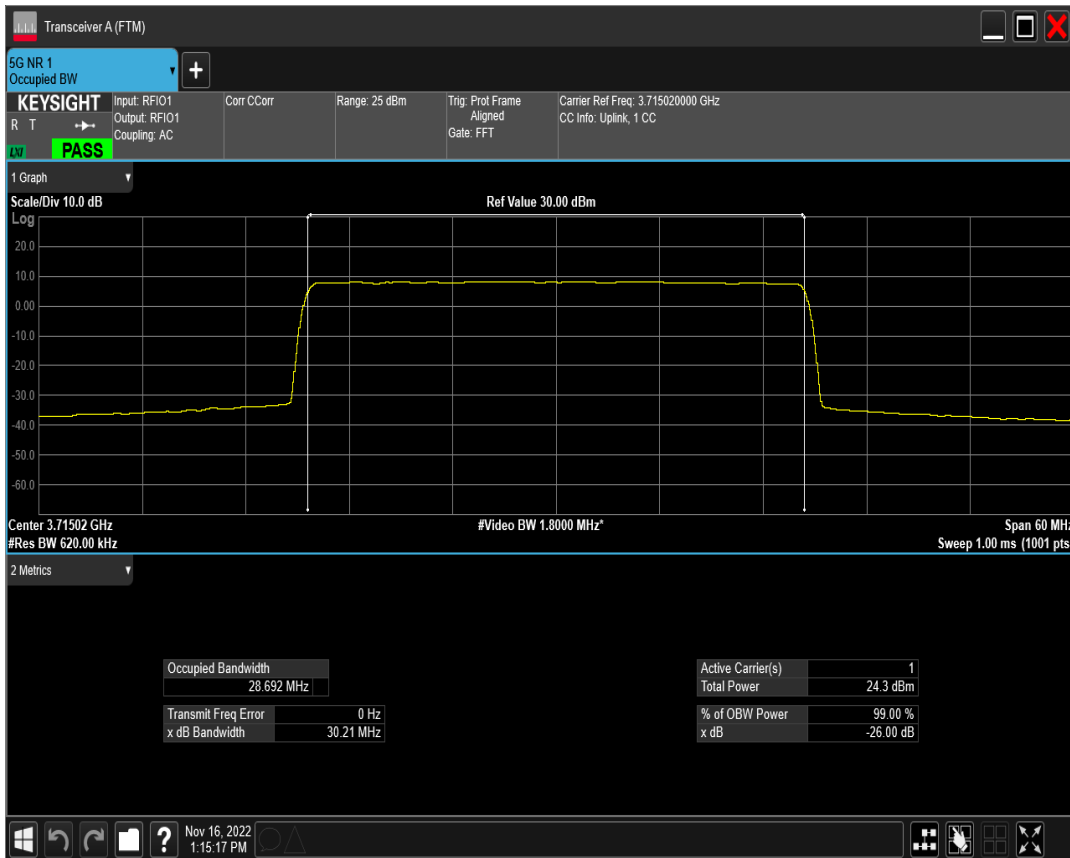 Transceiver A (FTM)
5G NR 1
Occupied BW
+
KEYSIGHT
R T
LXI
PASS
Input: RFIO1
Output: RFIO1
Coupling: AC
Corr CCorr
Range: 25 dBm
Trig: Prot Frame
Aligned
Gate: FFT
Carrier Ref Freq: 3.715020000 GHz
CC Info: Uplink, 1 CC
1 Graph
Scale/Div 10.0 dB
Ref Value 30.00 dBm
Log
20.0
10.0
0.00
-10.0
-20.0
-30.0
-40.0
-50.0
-60.0
Center 3.71502 GHz
#Video BW 1.8000 MHz*
Span 60 MHz
#Res BW 620.00 kHz
Sweep 1.00 ms (1001 pts
2 Metrics
Occupied Bandwidth
28.692 MHz
Transmit Freq Error 0 Hz
x dB Bandwidth 30.21 MHz
Active Carrier(s) 1
Total Power 24.3 dBm
% of OBW Power 99.00 %
x dB -26.00 dB
?
Nov 16, 2022
1:15:17 PM